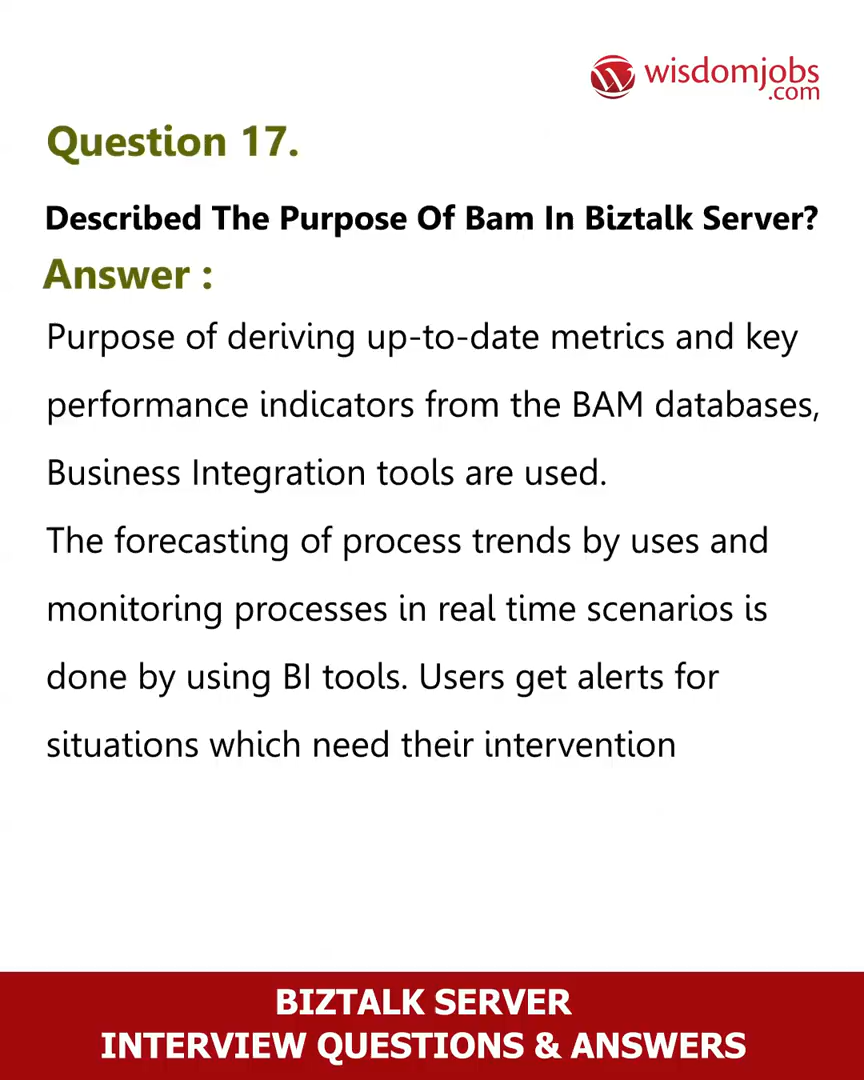 wisdomjobs
.com
Question 17.
Described The Purpose Of Bam In Biztalk Server?
Answer :
Purpose of deriving up-to-date metrics and key
performance indicators from the BAM databases,
Business Integration tools are used.
The forecasting of process trends by uses and
monitoring processes in real time scenarios is
done by using BI tools. Users get alerts for
situations which need their intervention
BIZTALK SERVER
INTERVIEW QUESTIONS & ANSWERS